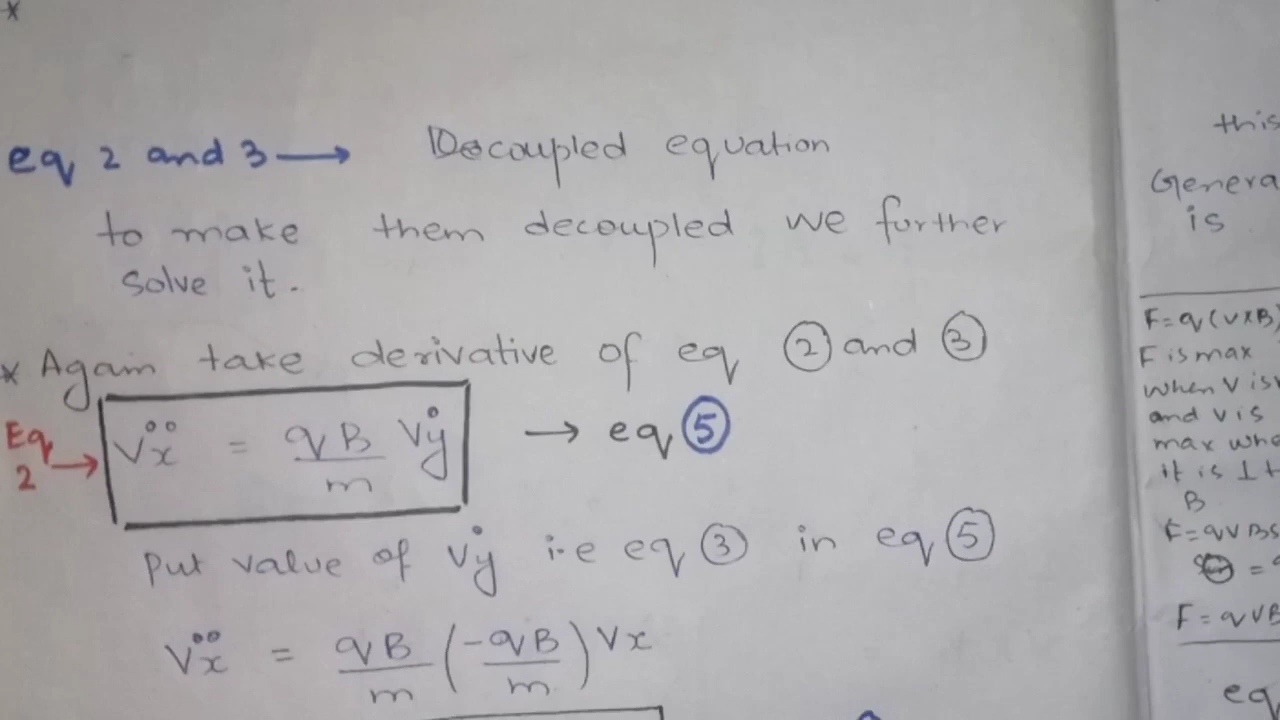 *
eq 2 and 3 → Decoupled equation
to make them decoupled we further
solve it.
* Again take derivative of eq ② and ③
Eq 2 → V̈x = qB/m V̇y → eq ⑤
Put value of V̇y i.e eq ③ in eq ⑤
V̈x = qB/m (-qB/m) Vx
this
Genera
is
F=q(VxB)
F is max
when V is
and V is
max whe
it is ⊥ t
B
F=qVBs
=
F=qVB
eq